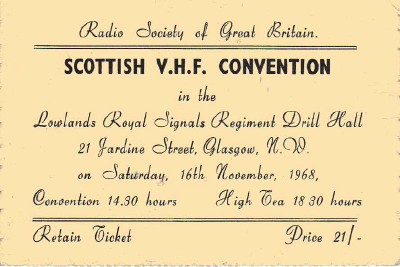 Radio Society of Great Britain.
SCOTTISH V.H.F. CONVENTION
in the
Lowlands Royal Signals Regiment Drill Hall
21 Jardine Street, Glasgow, N.W.
on Saturday, 16th November, 1968,
Convention 14.30 hours High Tea 18 30 hours
Retain Ticket Price 21/-